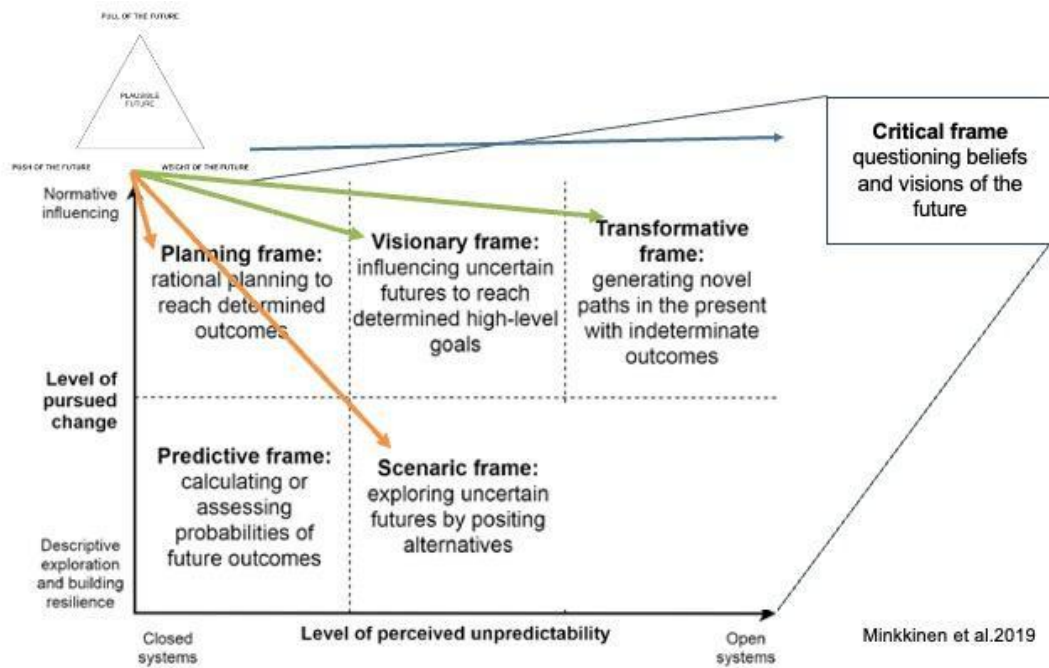 PULL OF THE FUTURE
PLAUSIBLE
FUTURE
PUSH OF THE FUTURE
WEIGHT OF THE FUTURE
Critical frame
questioning beliefs
and visions of the
future
Normative
influencing
Planning frame:
rational planning to
reach determined
outcomes
Visionary frame:
influencing uncertain
futures to reach
determined high-level
goals
Transformative
frame:
generating novel
paths in the present
with indeterminate
outcomes
Level of
pursued
change
Predictive frame:
calculating or
assessing
probabilities of
future outcomes
Scenaric frame:
exploring uncertain
futures by positing
alternatives
Descriptive
exploration
and building
resilience
Closed
systems
Level of perceived unpredictability
Open
systems
Minkkinen et al.2019